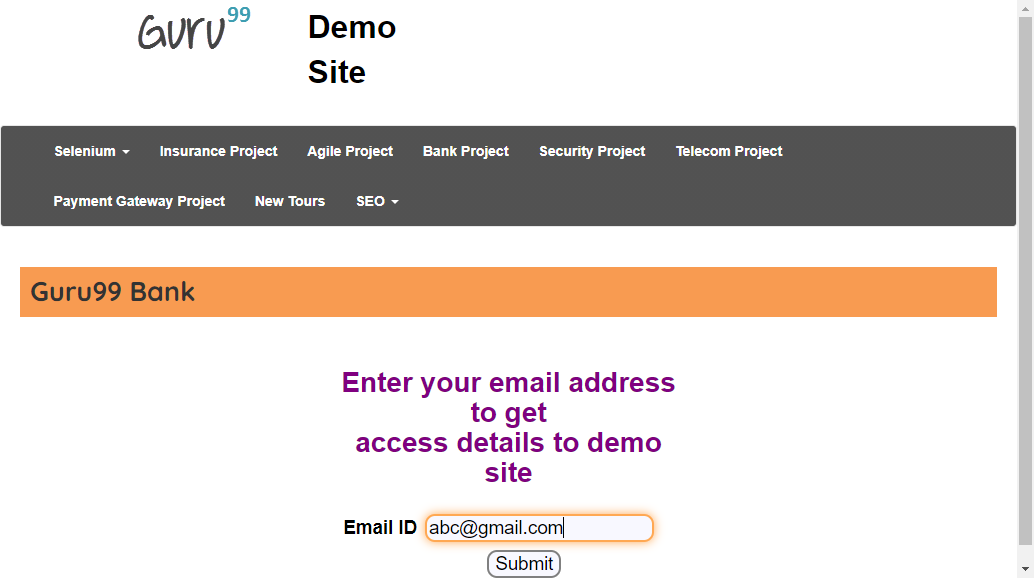 Guru99
Demo
Site
Selenium Insurance Project Agile Project Bank Project Security Project Telecom Project
Payment Gateway Project New Tours SEO
Guru99 Bank
Enter your email address
to get
access details to demo
site
Email ID abc@gmail.com
Submit